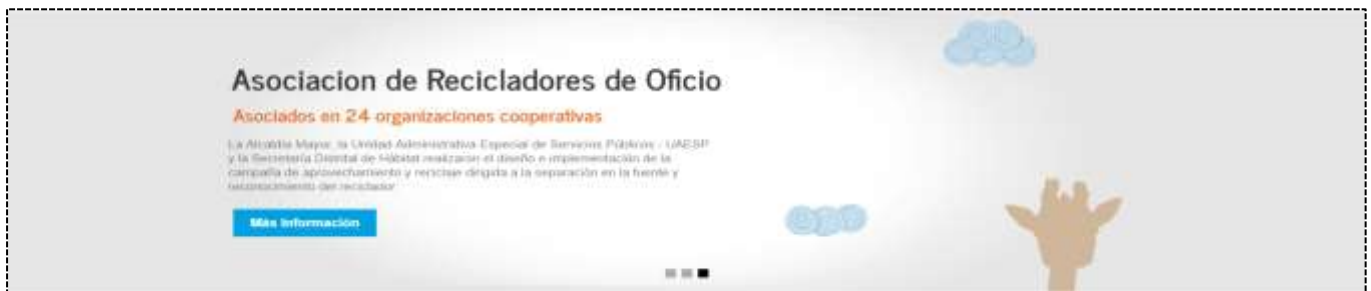 Asociacion de Recicladores de Oficio
Asociados en 24 organizaciones cooperativas
La Alcaldía Mayor, la Unidad Administrativa Especial de Servicios Públicos - UAESP
y la Secretaría Distrital de Hábitat realizaron el diseño e implementación de la
campaña de aprovechamiento y reciclaje dirigida a la separación en la fuente y
reconocimiento del reciclador
Más información